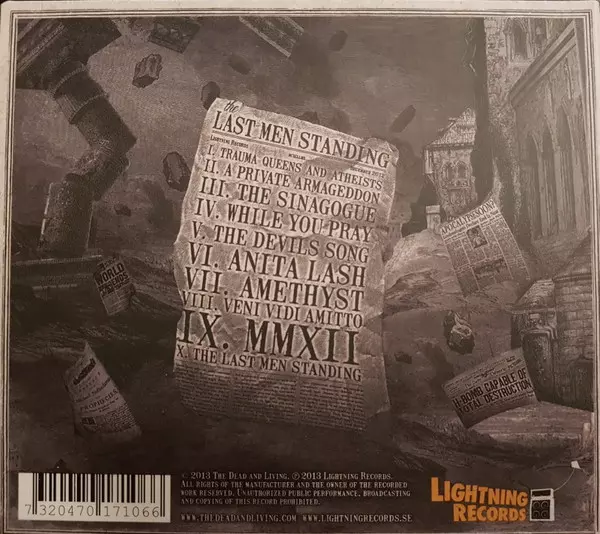 the
LAST MEN STANDING
LIGHTNING RECORDS DECEMBER 2012
I. TRAUMA QUEENS AND ATHEISTS
II. A PRIVATE ARMAGEDDON
III. THE SINAGOGUE
IV. WHILE YOU PRAY
V. THE DEVILS SONG
VI. ANITA LASH
VII. AMETHYST
VIII. VENI VIDI AMITTO
IX. MMXII
X. THE LAST MEN STANDING
WORLD
H-BOMB CAPABLE OF
TOTAL DESTRUCTION
© 2013 THE DEAD AND LIVING, ℗ 2013 LIGHTNING RECORDS.
ALL RIGHTS OF THE MANUFACTURER AND THE OWNER OF THE RECORDED
WORK RESERVED. UNAUTHORIZED PUBLIC PERFORMANCE, BROADCASTING
AND COPYING OF THIS RECORD PROHIBITED.
WWW.THEDEADANDLIVING.COM WWW.LIGHTNINGRECORDS.SE
7 320470 171066
LIGHTNING
RECORDS